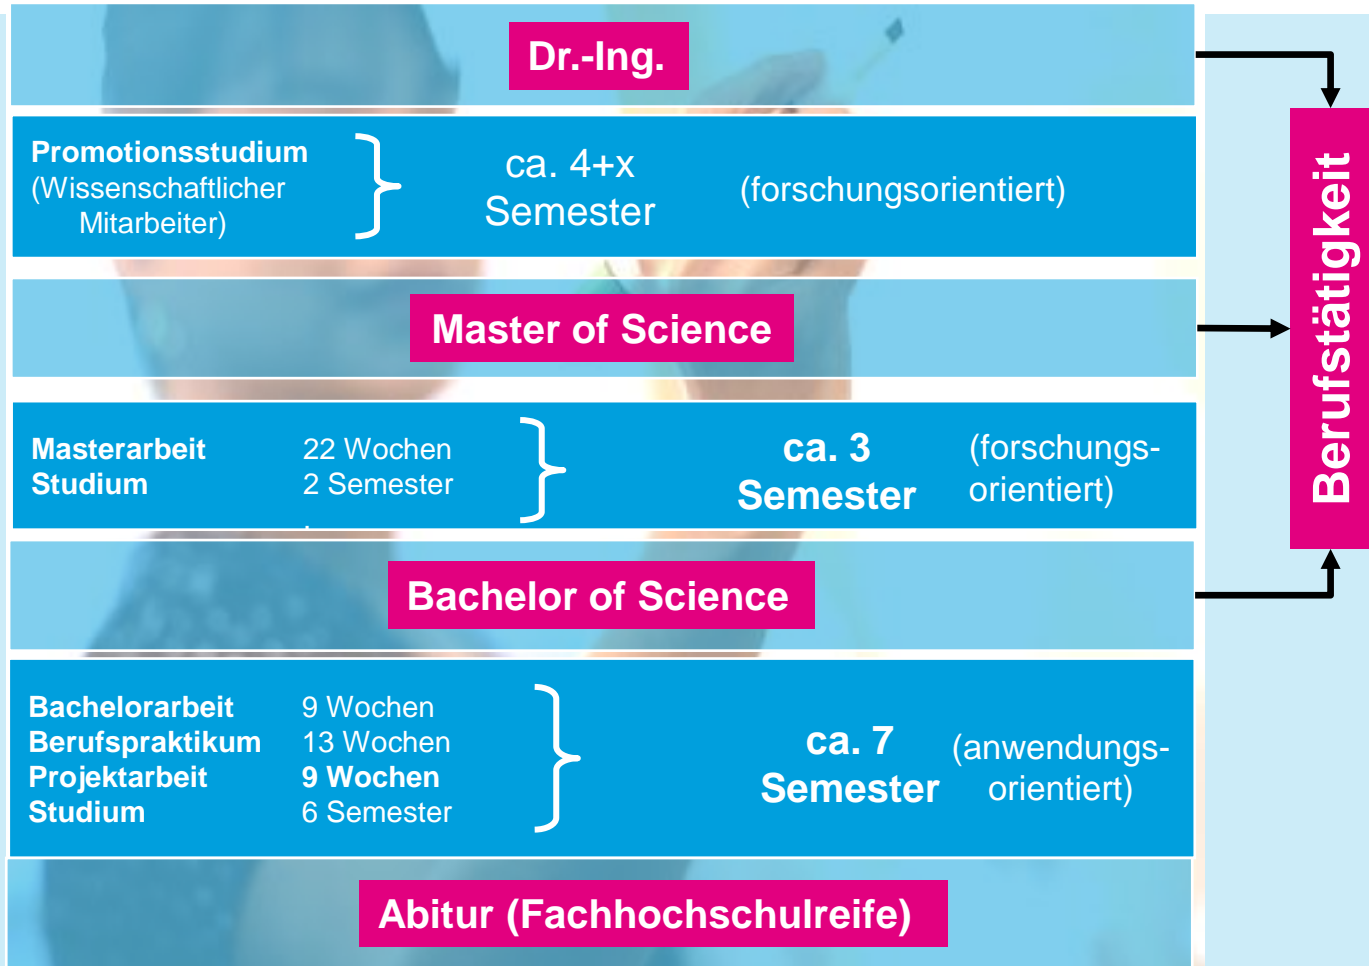 Dr.-Ing.
Promotionsstudium
(Wissenschaftlicher
Mitarbeiter)
ca. 4+x
Semester
(forschungsorientiert)
Master of Science
Masterarbeit 22 Wochen
Studium 2 Semester
.
ca. 3
Semester
(forschungs-
orientiert)
Bachelor of Science
Bachelorarbeit 9 Wochen
Berufspraktikum 13 Wochen
Projektarbeit 9 Wochen
Studium 6 Semester
ca. 7
Semester
(anwendungs-
orientiert)
Abitur (Fachhochschulreife)
Berufstätigkeit